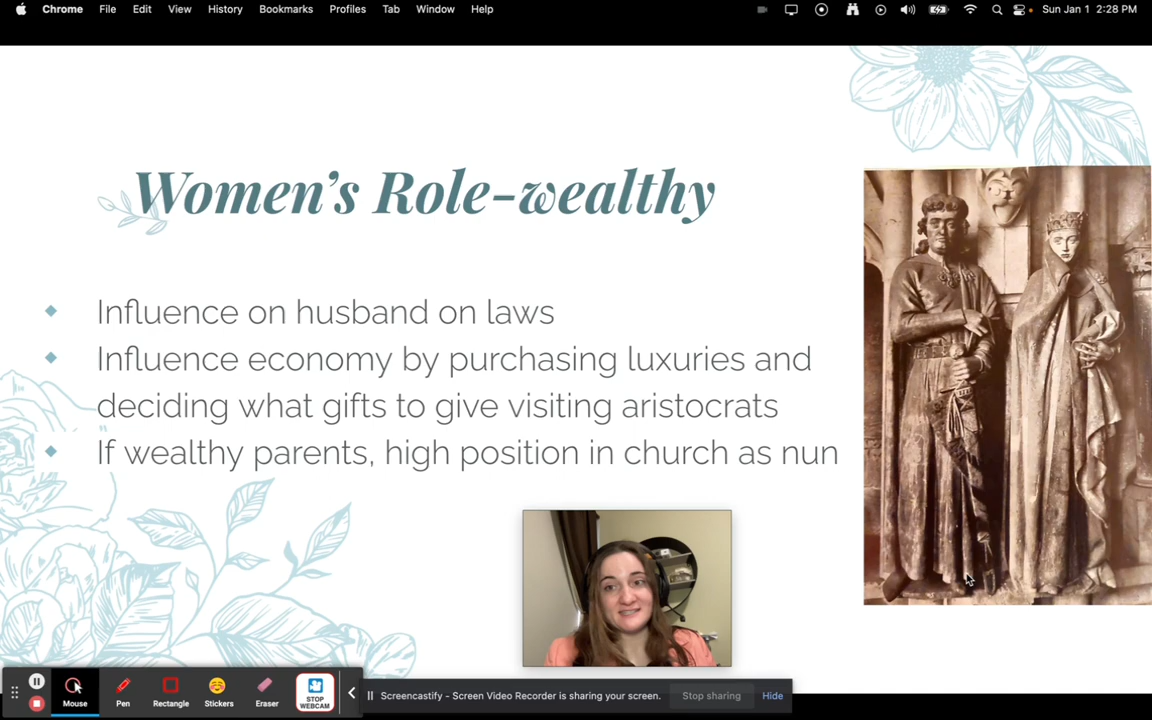 Chrome File Edit View History Bookmarks Profiles Tab Window Help Sun Jan 1 2:28 PM
Women's Role-wealthy
Influence on husband on laws
Influence economy by purchasing luxuries and
deciding what gifts to give visiting aristocrats
If wealthy parents, high position in church as nun
Mouse Pen Rectangle Stickers Eraser STOP WEBCAM
Screencastify - Screen Video Recorder is sharing your screen. Stop sharing Hide